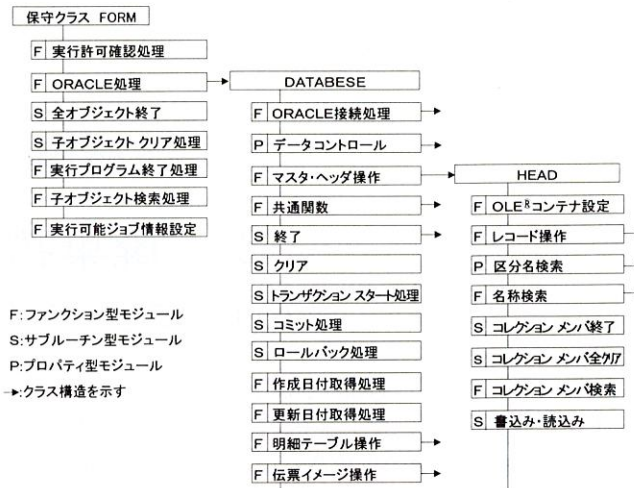 保守クラス FORM
F 実行許可確認処理
F ORACLE処理
S 全オブジェクト終了
S 子オブジェクト クリア処理
F 実行プログラム終了処理
F 子オブジェクト検索処理
F 実行可能ジョブ情報設定
F:ファンクション型モジュール
S:サブルーチン型モジュール
P:プロパティ型モジュール
→:クラス構造を示す
DATABESE
F ORACLE接続処理
P データコントロール
F マスタ・ヘッダ操作
F 共通関数
S 終了
S クリア
S トランザクション スタート処理
S コミット処理
S ロールバック処理
F 作成日付取得処理
F 更新日付取得処理
F 明細テーブル操作
F 伝票イメージ操作
HEAD
F OLERコンテナ設定
F レコード操作
P 区分名検索
F 名称検索
S コレクション メンバ終了
S コレクション メンバ全クリア
F コレクション メンバ検索
S 書込み・読込み